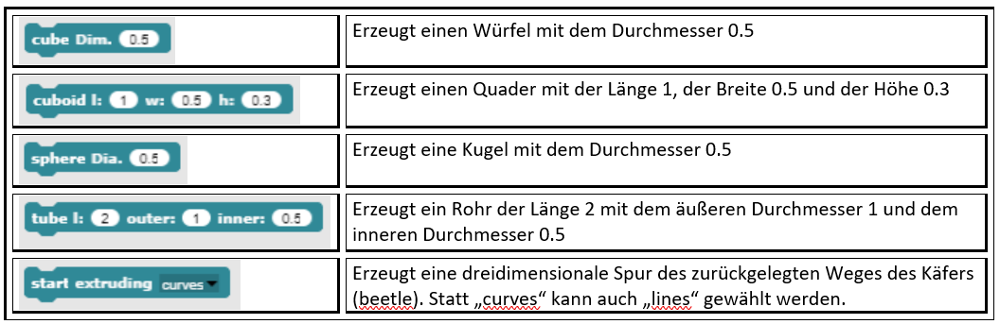 cube Dim. 0.5
Erzeugt einen Würfel mit dem Durchmesser 0.5
cuboid l: 1 w: 0.5 h: 0.3
Erzeugt einen Quader mit der Länge 1, der Breite 0.5 und der Höhe 0.3
sphere Dia. 0.5
Erzeugt eine Kugel mit dem Durchmesser 0.5
tube l: 2 outer: 1 inner: 0.5
Erzeugt ein Rohr der Länge 2 mit dem äußeren Durchmesser 1 und dem
inneren Durchmesser 0.5
start extruding curves
Erzeugt eine dreidimensionale Spur des zurückgelegten Weges des Käfers
(beetle). Statt „curves“ kann auch „lines“ gewählt werden.